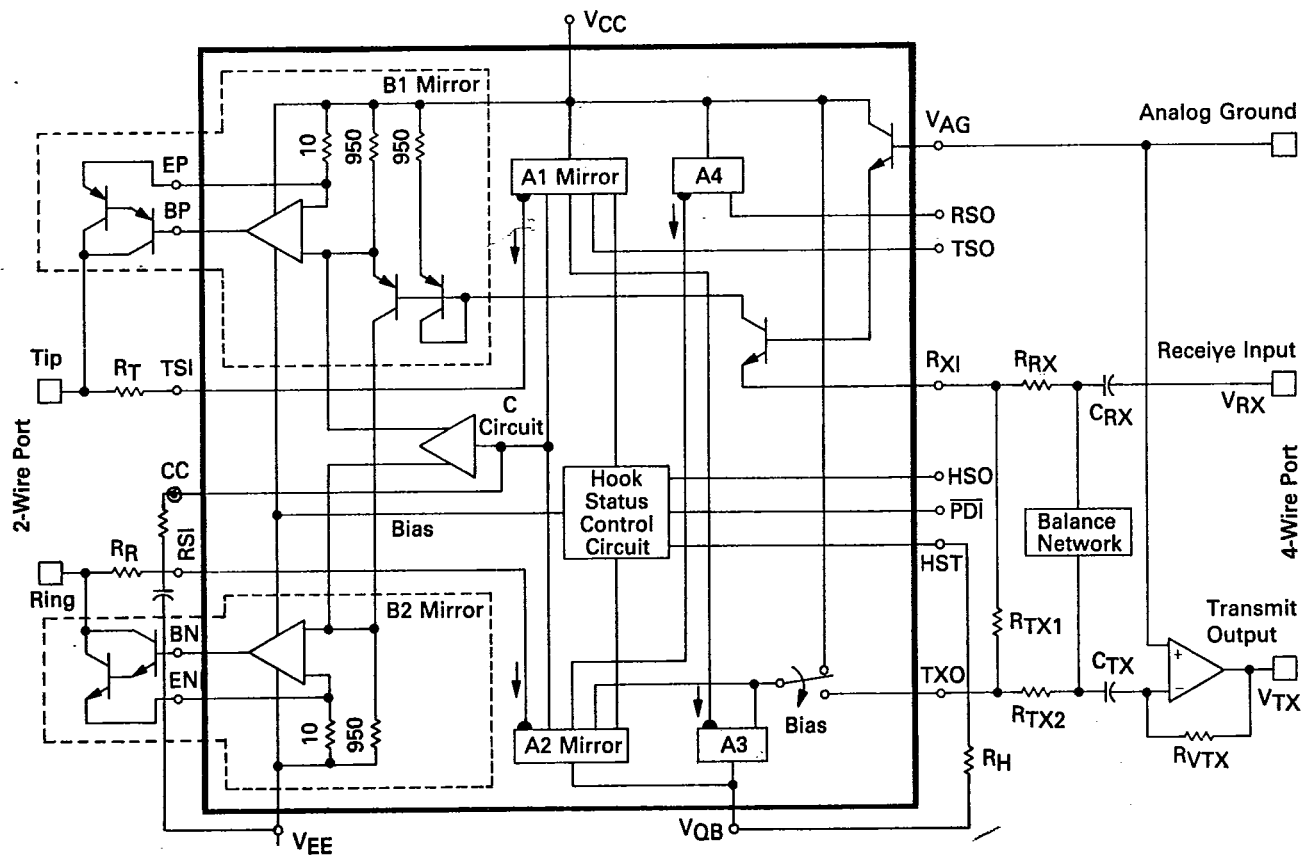 VCC
B1 Mirror
VAG
Analog Ground
10
950
950
EP
A1 Mirror
A4
BP
RSO
TSO
Tip
RT
TSI
RXI
RRX
Receiye Input
CRX
VRX
C
Circuit
2-Wire Port
CC
Hook
Status
Control
Circuit
HSO
PDI
Bias
HST
Balance
Network
4-Wire Port
RSI
RR
Ring
B2 Mirror
BN
EN
RTX1
Transmit
Output
CTX
+
−
VTX
TXO
RTX2
RVTX
10
950
A2 Mirror
A3
Bias
RH
VEE
VQB